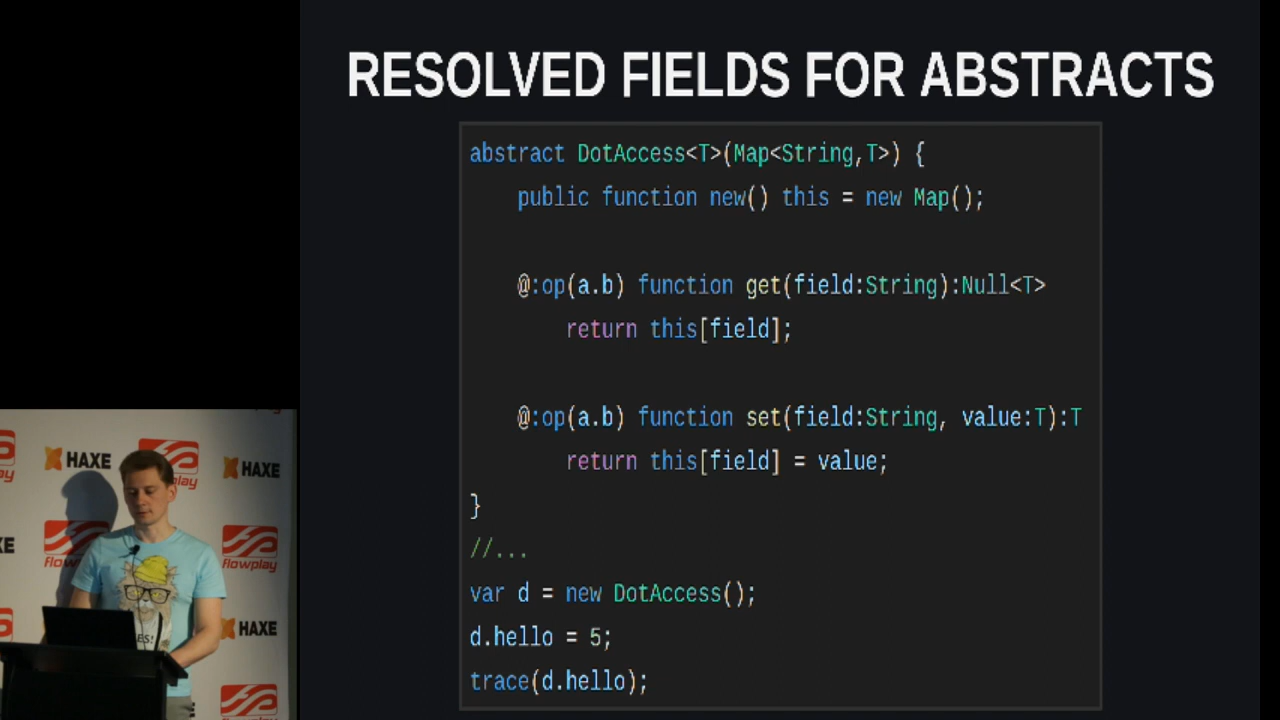 RESOLVED FIELDS FOR ABSTRACTS
abstract DotAccess<T>(Map<String,T>) {
public function new() this = new Map();
@:op(a.b) function get(field:String):Null<T>
return this[field];
@:op(a.b) function set(field:String, value:T):T
return this[field] = value;
}
//...
var d = new DotAccess();
d.hello = 5;
trace(d.hello);
HAXE
HAXE
flowplay
flowplay
HAXE